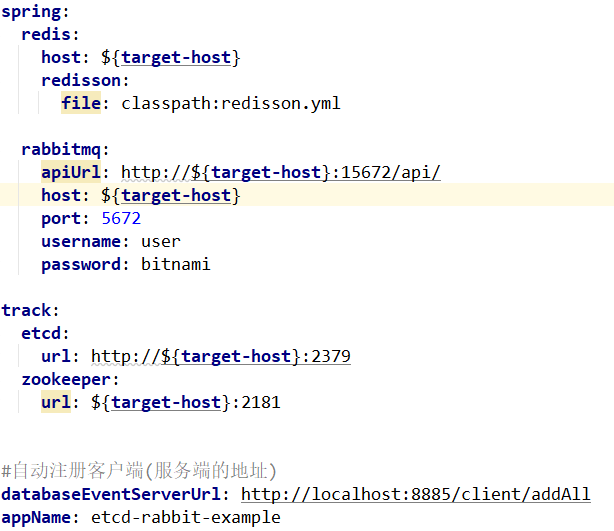 spring:
  redis:
    host: ${target-host}
    redisson:
      file: classpath:redisson.yml

  rabbitmq:
    apiUrl: http://${target-host}:15672/api/
    host: ${target-host}
    port: 5672
    username: user
    password: bitnami

track:
  etcd:
    url: http://${target-host}:2379
  zookeeper:
    url: ${target-host}:2181


#自动注册客户端(服务端的地址)
databaseEventServerUrl: http://localhost:8885/client/addAll
appName: etcd-rabbit-example